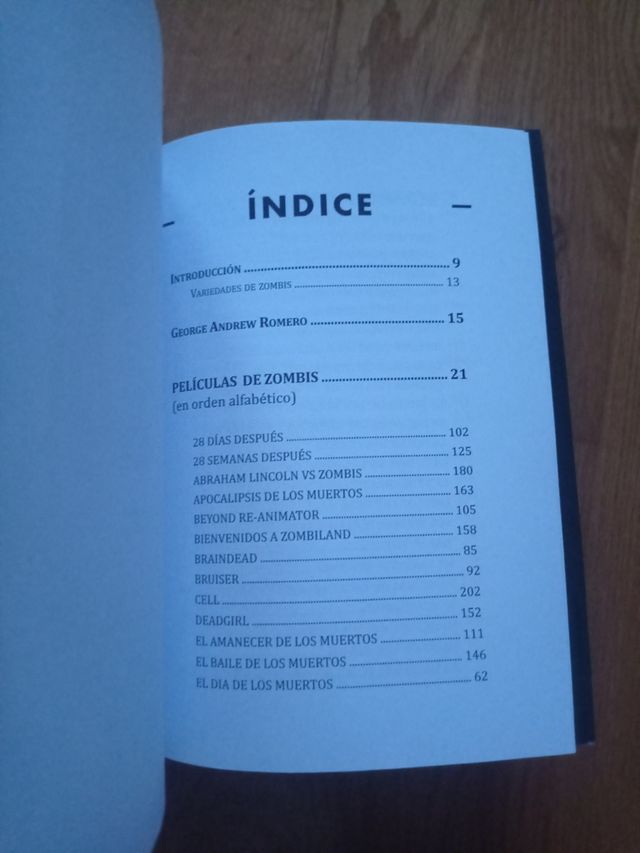 — ÍNDICE —
INTRODUCCIÓN ........................................ 9
VARIEDADES DE ZOMBIS ........................................ 13
GEORGE ANDREW ROMERO ........................................ 15
PELÍCULAS DE ZOMBIS ........................................ 21
(en orden alfabético)
28 DÍAS DESPUÉS ........................................ 102
28 SEMANAS DESPUÉS ........................................ 125
ABRAHAM LINCOLN VS ZOMBIS ........................................ 180
APOCALIPSIS DE LOS MUERTOS ........................................ 163
BEYOND RE-ANIMATOR ........................................ 105
BIENVENIDOS A ZOMBILAND ........................................ 158
BRAINDEAD ........................................ 85
BRUISER ........................................ 92
CELL ........................................ 202
DEADGIRL ........................................ 152
EL AMANECER DE LOS MUERTOS ........................................ 111
EL BAILE DE LOS MUERTOS ........................................ 146
EL DIA DE LOS MUERTOS ........................................ 62